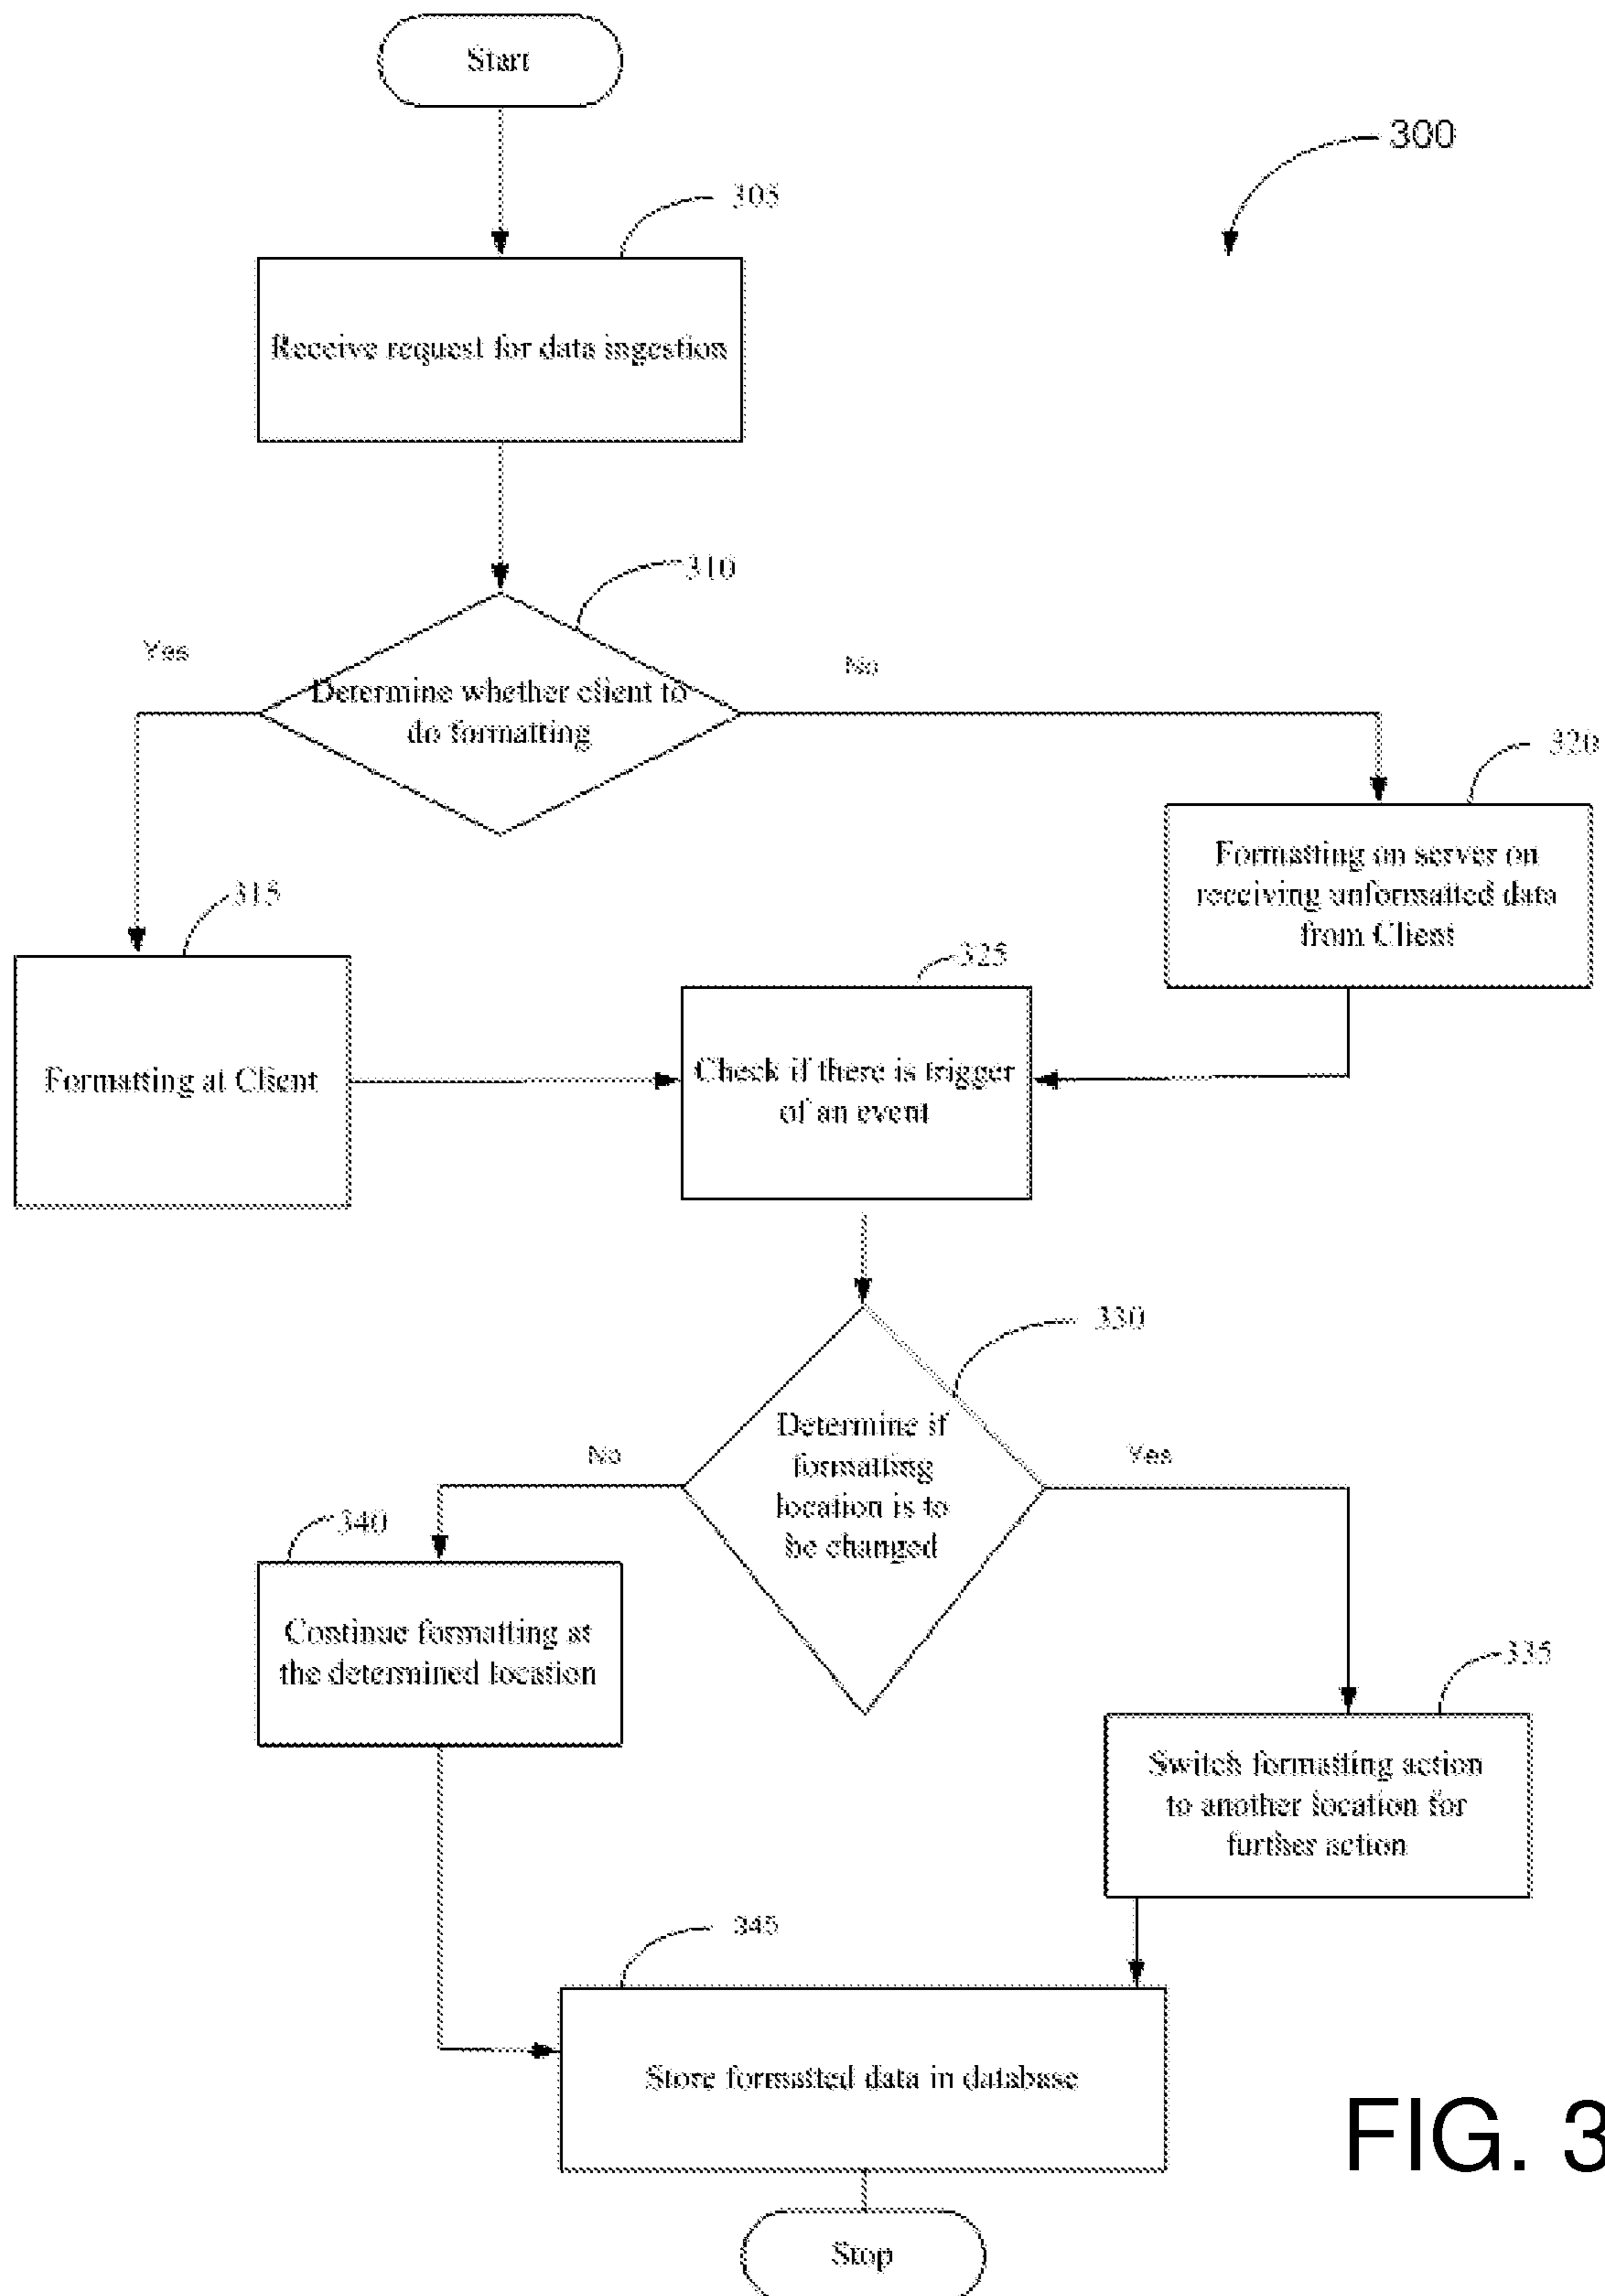 Start
300
305
Receive request for data ingestion
310
Yes
No
Determine whether client to
do formatting
320
Formatting on server on
receiving unformatted data
from Client
315
325
Formatting at Client
Check if there is trigger
of an event
330
Determine if
formatting
location is to
be changed
No
Yes
340
Continue formatting at
the determined location
335
Switch formatting action
to another location for
further action
345
Store formatted data in database
FIG. 3
Stop